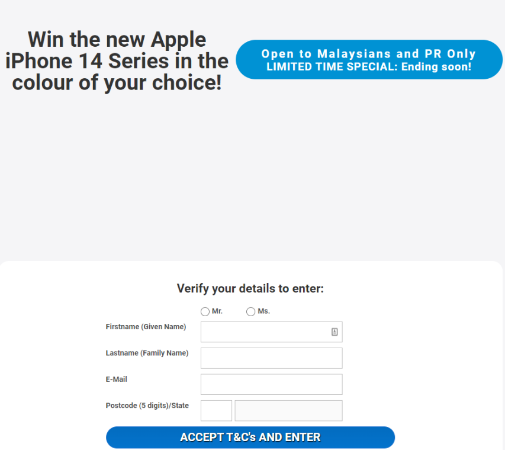 Win the new Apple
iPhone 14 Series in the
colour of your choice!
Open to Malaysians and PR Only
LIMITED TIME SPECIAL: Ending soon!
Verify your details to enter:
Mr. Ms.
Firstname (Given Name)
Lastname (Family Name)
E-Mail
Postcode (5 digits)/State
ACCEPT T&C's AND ENTER